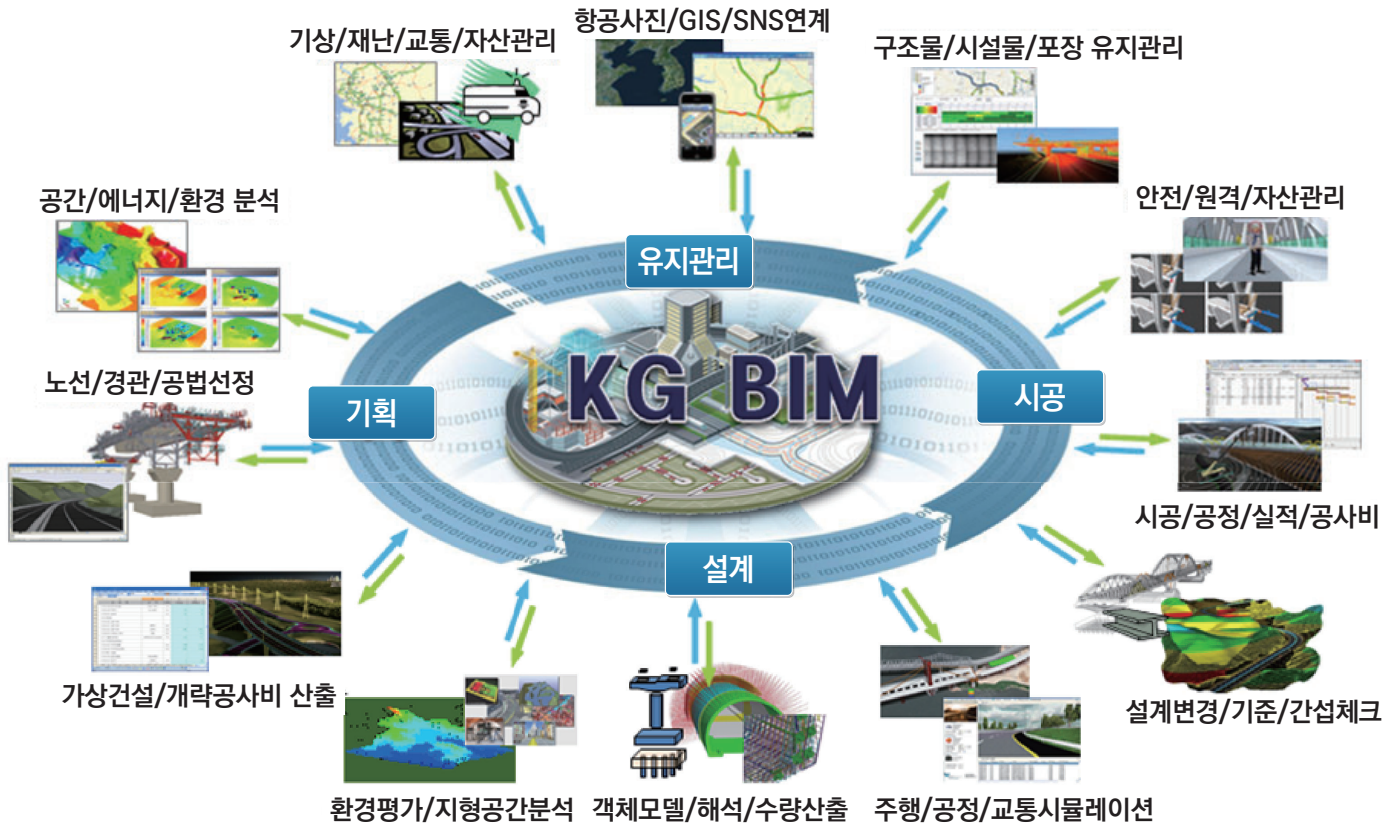 항공사진/GIS/SNS연계
기상/재난/교통/자산관리
구조물/시설물/포장 유지관리
공간/에너지/환경 분석
안전/원격/자산관리
유지관리
KG BIM
노선/경관/공법선정
기획
시공
시공/공정/실적/공사비
설계
가상건설/개략공사비 산출
설계변경/기준/간섭체크
환경평가/지형공간분석
객체모델/해석/수량산출
주행/공정/교통시뮬레이션